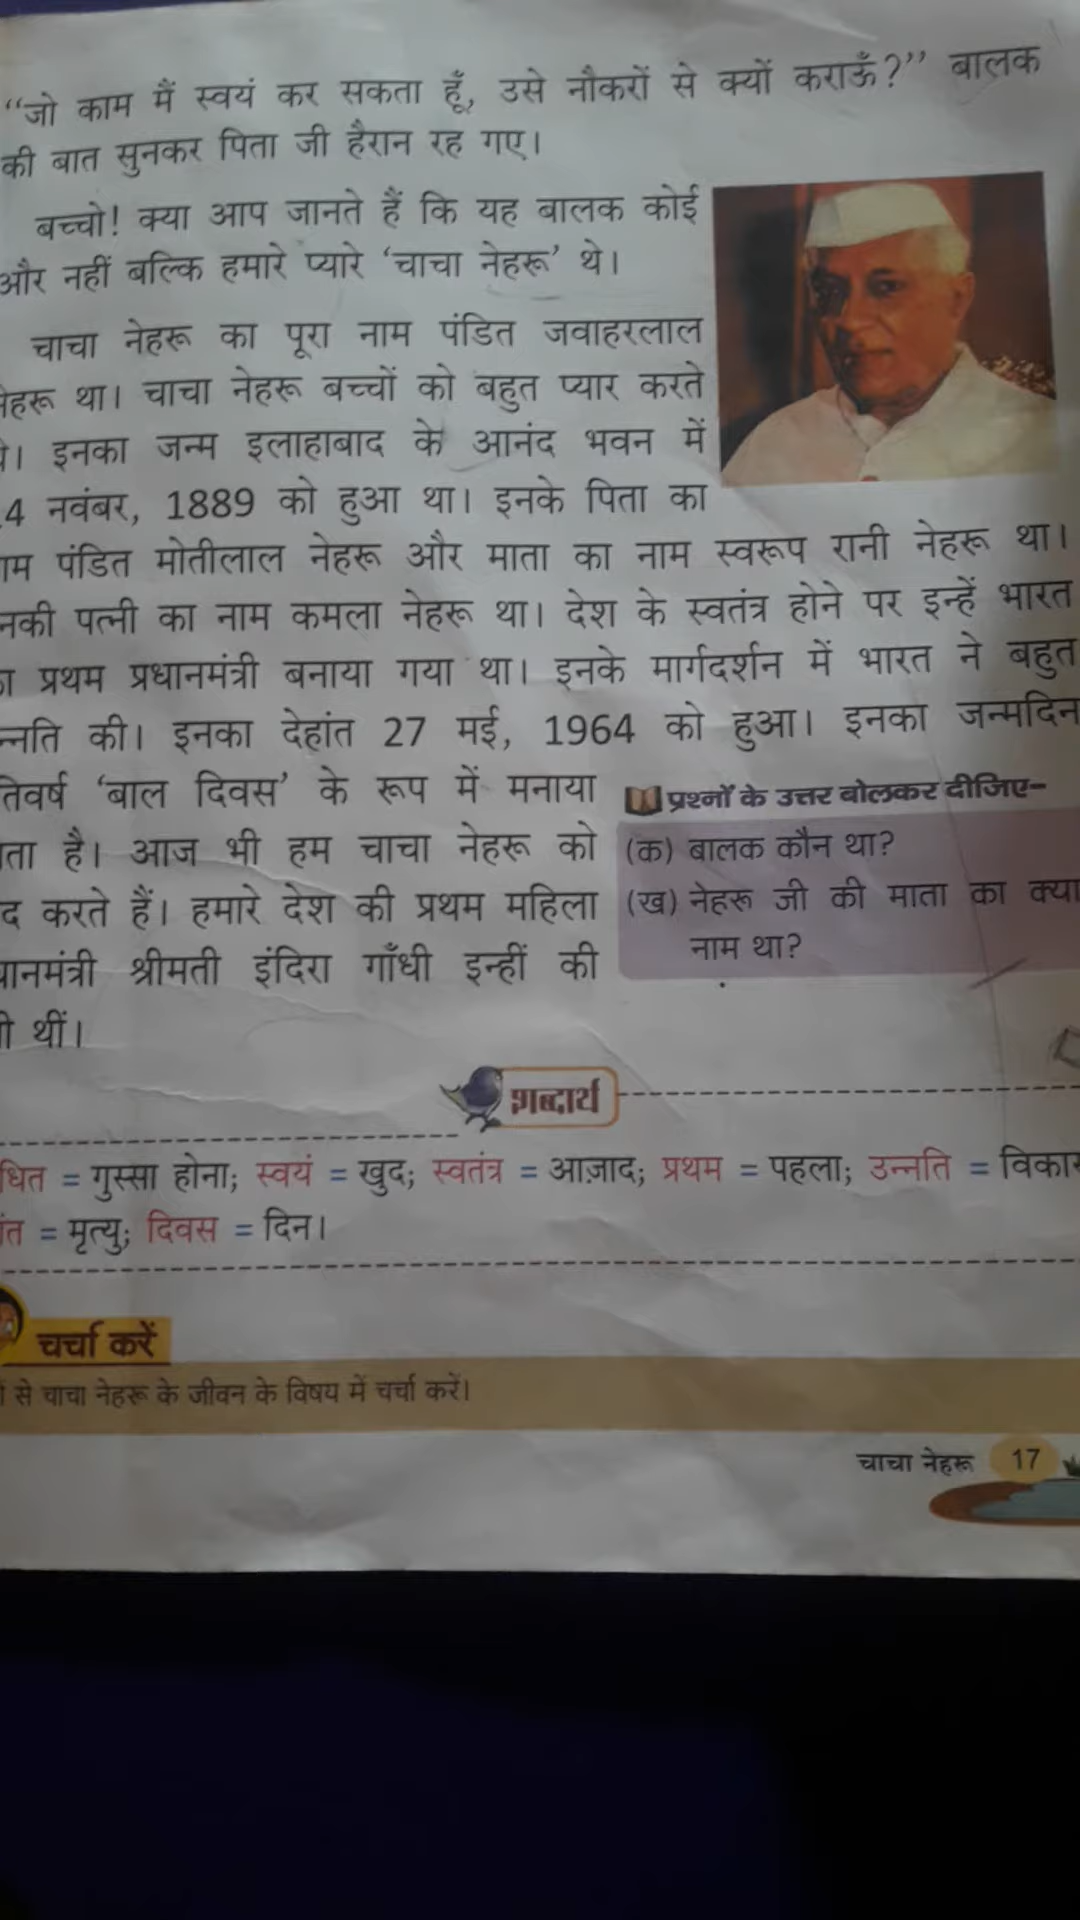 “जो काम मैं स्वयं कर सकता हूँ, उसे नौकरों से क्यों कराऊँ?” बालक
की बात सुनकर पिता जी हैरान रह गए।
बच्चो! क्या आप जानते हैं कि यह बालक कोई
और नहीं बल्कि हमारे प्यारे ‘चाचा नेहरू’ थे।
चाचा नेहरू का पूरा नाम पंडित जवाहरलाल
नेहरू था। चाचा नेहरू बच्चों को बहुत प्यार करते
थे। इनका जन्म इलाहाबाद के आनंद भवन में
4 नवंबर, 1889 को हुआ था। इनके पिता का
पंडित मोतीलाल नेहरू और माता का नाम स्वरूप रानी नेहरू था।
पत्नी का नाम कमला नेहरू था। देश के स्वतंत्र होने पर इन्हें भारत
प्रथम प्रधानमंत्री बनाया गया था। इनके मार्गदर्शन में भारत ने बहुत
न्नति की। इनका देहांत 27 मई, 1964 को हुआ। इनका जन्मदिन
तिवर्ष ‘बाल दिवस’ के रूप में मनाया
ता है। आज भी हम चाचा नेहरू को
द करते हैं। हमारे देश की प्रथम महिला
धानमंत्री श्रीमती इंदिरा गाँधी इन्हीं की
थीं।
प्रश्नों के उत्तर बोलकर दीजिए–
(क) बालक कौन था?
(ख) नेहरू जी की माता का क्या
नाम था?
शब्दार्थ
धित = गुस्सा होना; स्वयं = खुद; स्वतंत्र = आज़ाद; प्रथम = पहला; उन्नति = विकास
त = मृत्यु; दिवस = दिन।
चर्चा करें
से चाचा नेहरू के जीवन के विषय में चर्चा करें।
चाचा नेहरू 17